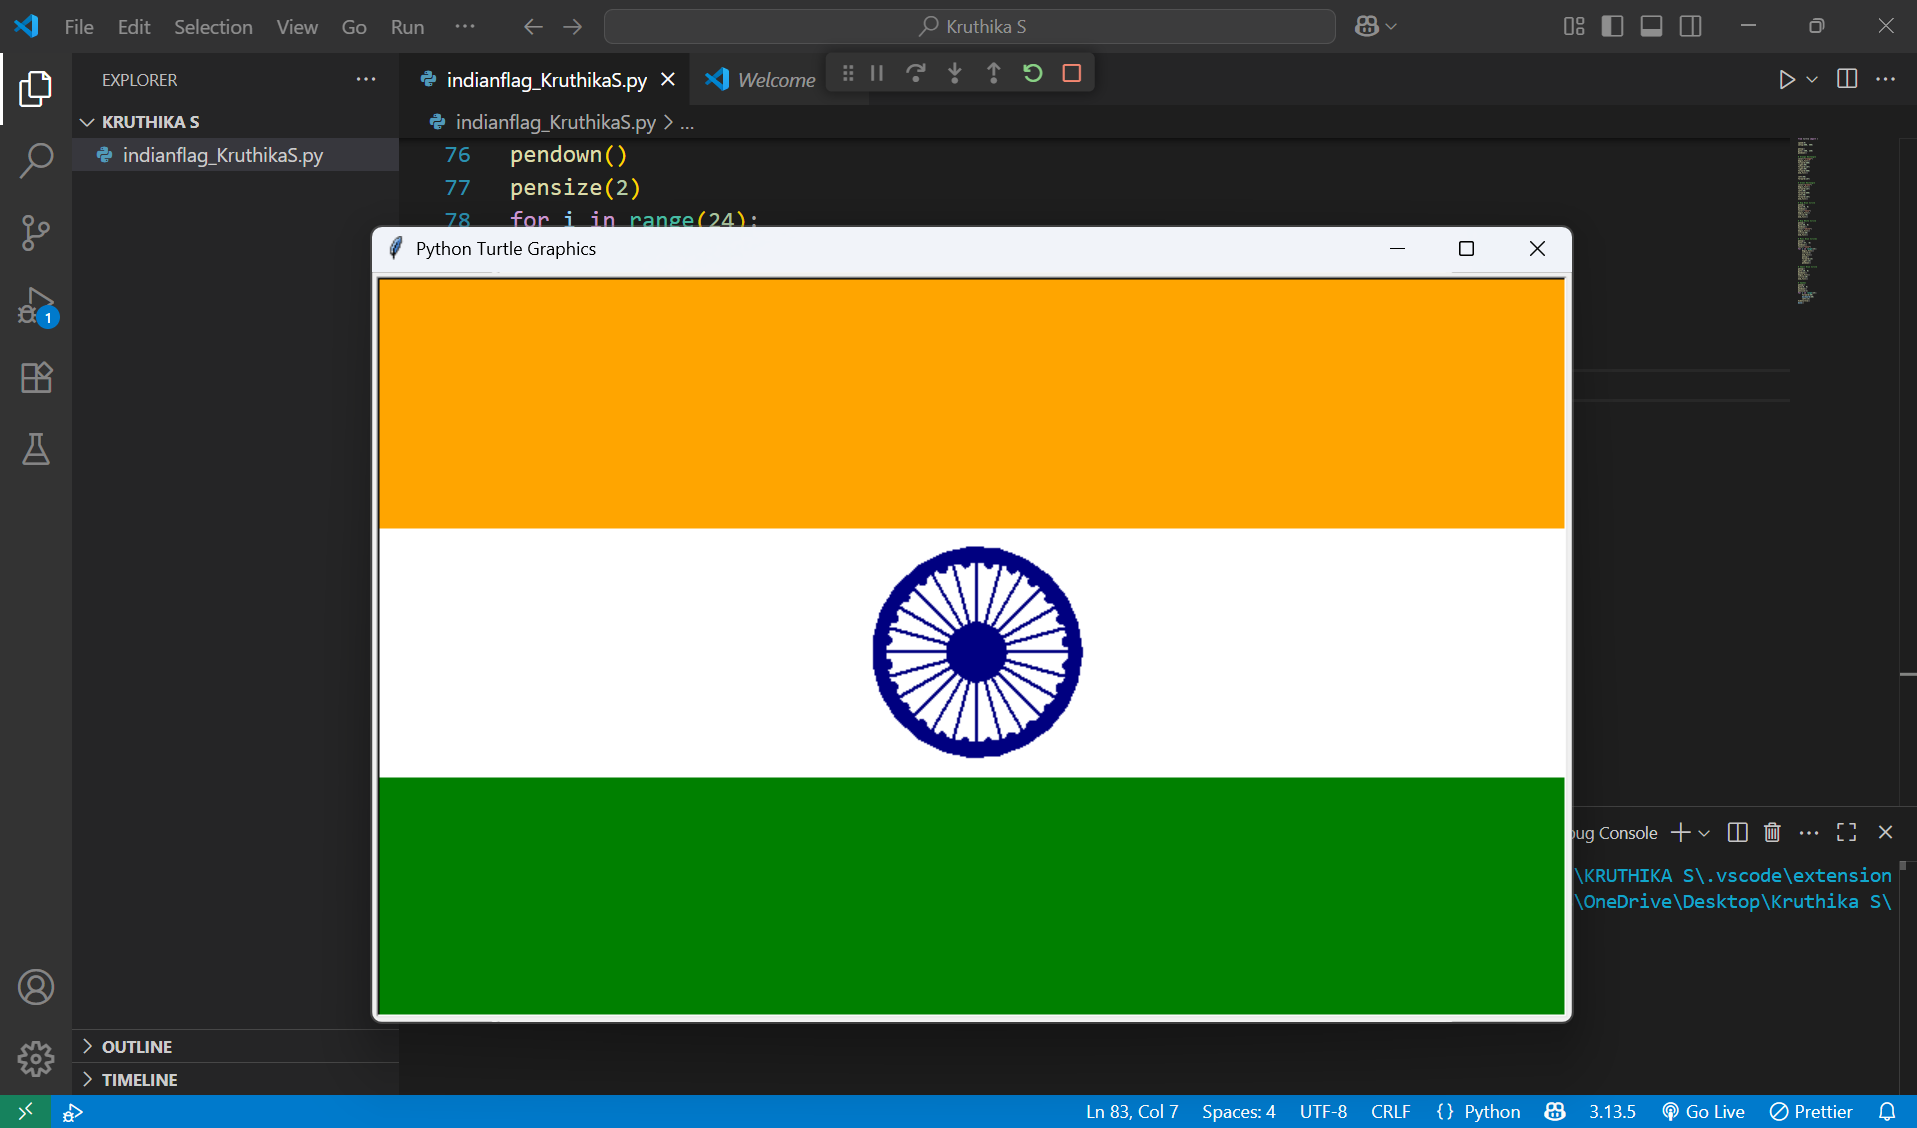 File Edit Selection View Go Run ···
Kruthika S
EXPLORER
KRUTHIKA S
indianflag_KruthikaS.py
indianflag_KruthikaS.py
Welcome
indianflag_KruthikaS.py > ...
76 pendown()
77 pensize(2)
78 for i in range(24):
Python Turtle Graphics
1
ug Console
\KRUTHIKA S\.vscode\extension
\OneDrive\Desktop\Kruthika S\
OUTLINE
TIMELINE
Ln 83, Col 7 Spaces: 4 UTF-8 CRLF {} Python 3.13.5 Go Live Prettier